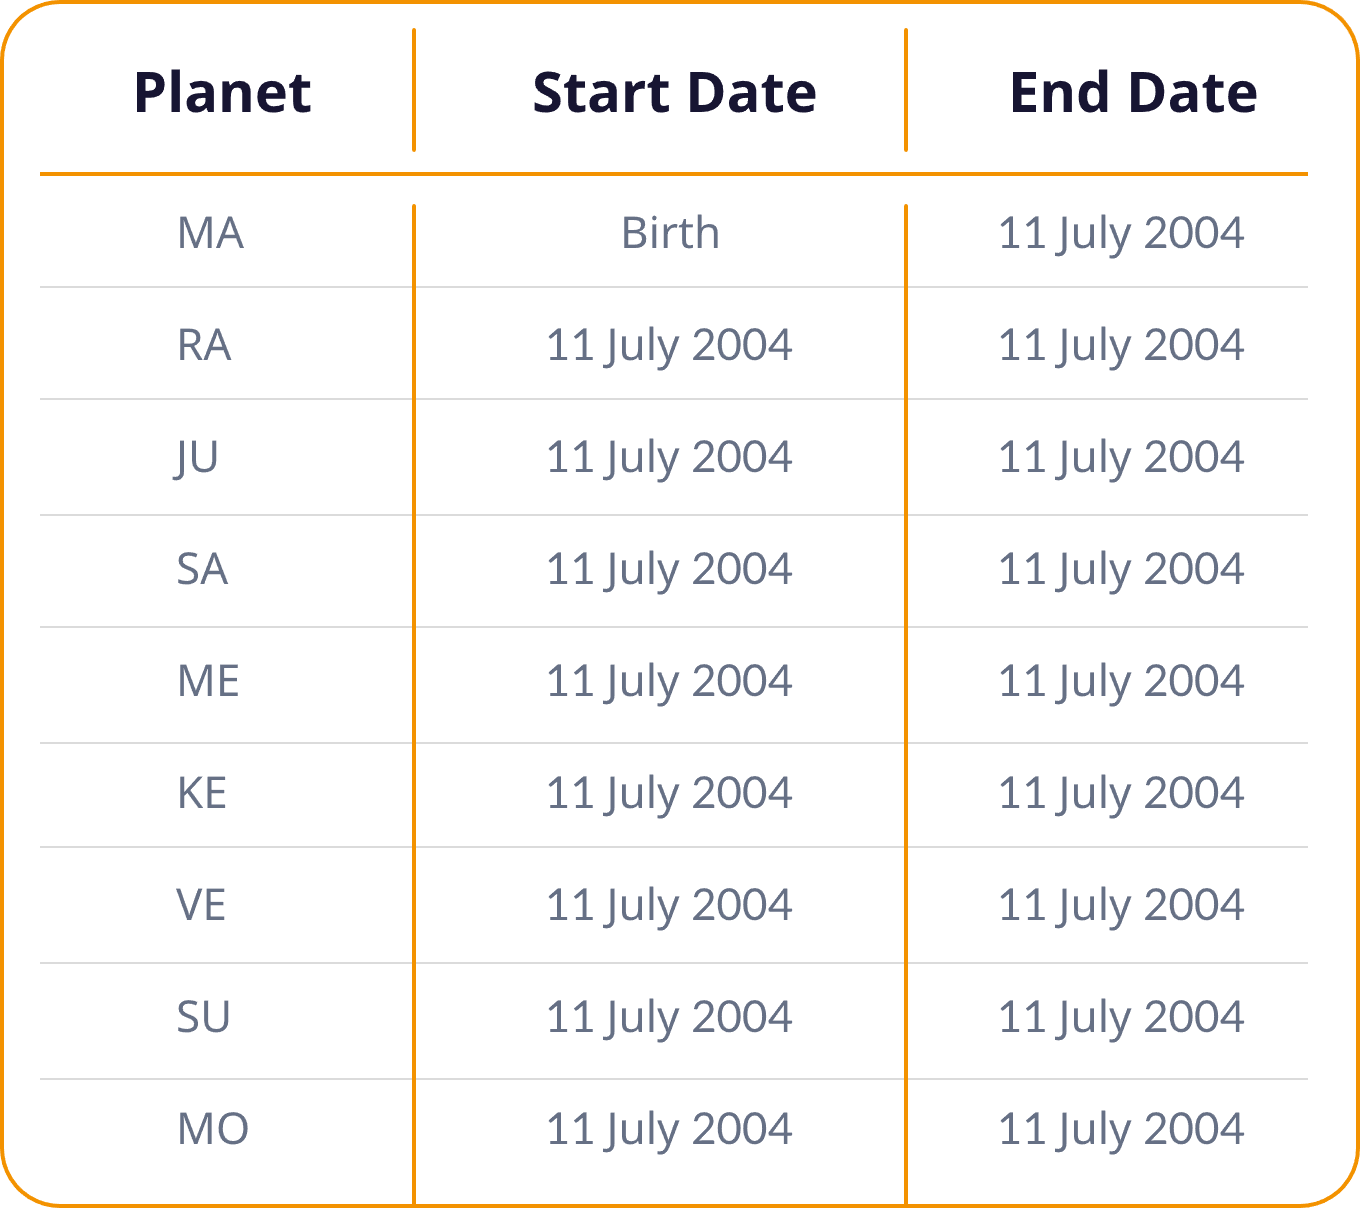 Planet Start Date End Date
MA Birth 11 July 2004
RA 11 July 2004 11 July 2004
JU 11 July 2004 11 July 2004
SA 11 July 2004 11 July 2004
ME 11 July 2004 11 July 2004
KE 11 July 2004 11 July 2004
VE 11 July 2004 11 July 2004
SU 11 July 2004 11 July 2004
MO 11 July 2004 11 July 2004